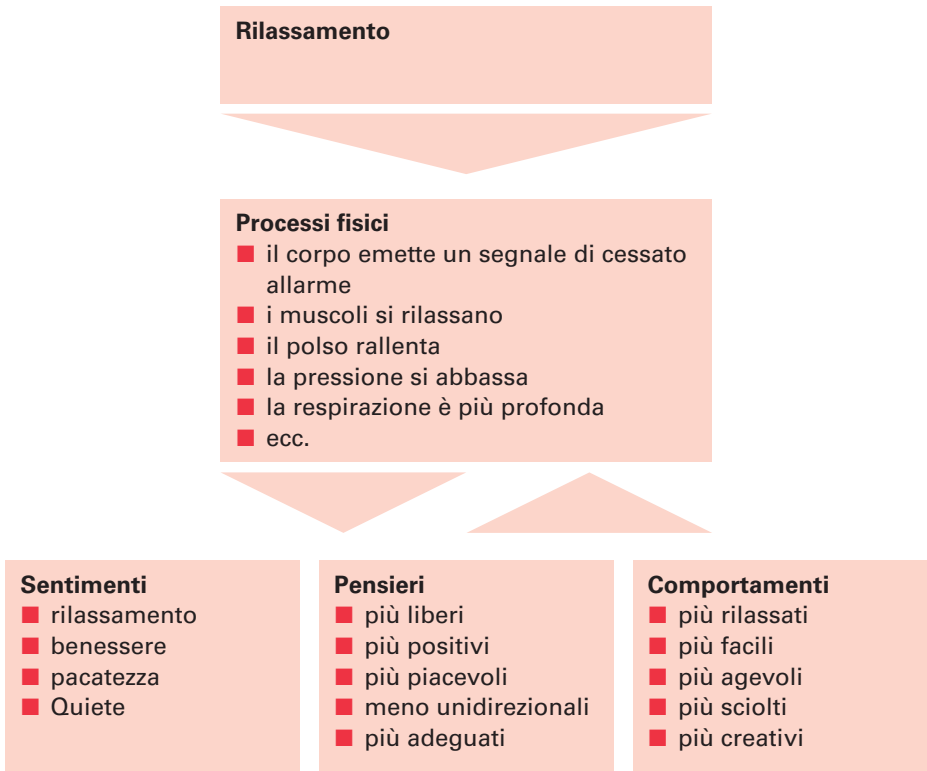 Rilassamento
Processi fisici
il corpo emette un segnale di cessato
allarme
i muscoli si rilassano
il polso rallenta
la pressione si abbassa
la respirazione è più profonda
ecc.
Sentimenti
rilassamento
benessere
pacatezza
Quiete
Pensieri
più liberi
più positivi
più piacevoli
meno unidirezionali
più adeguati
Comportamenti
più rilassati
più facili
più agevoli
più sciolti
più creativi